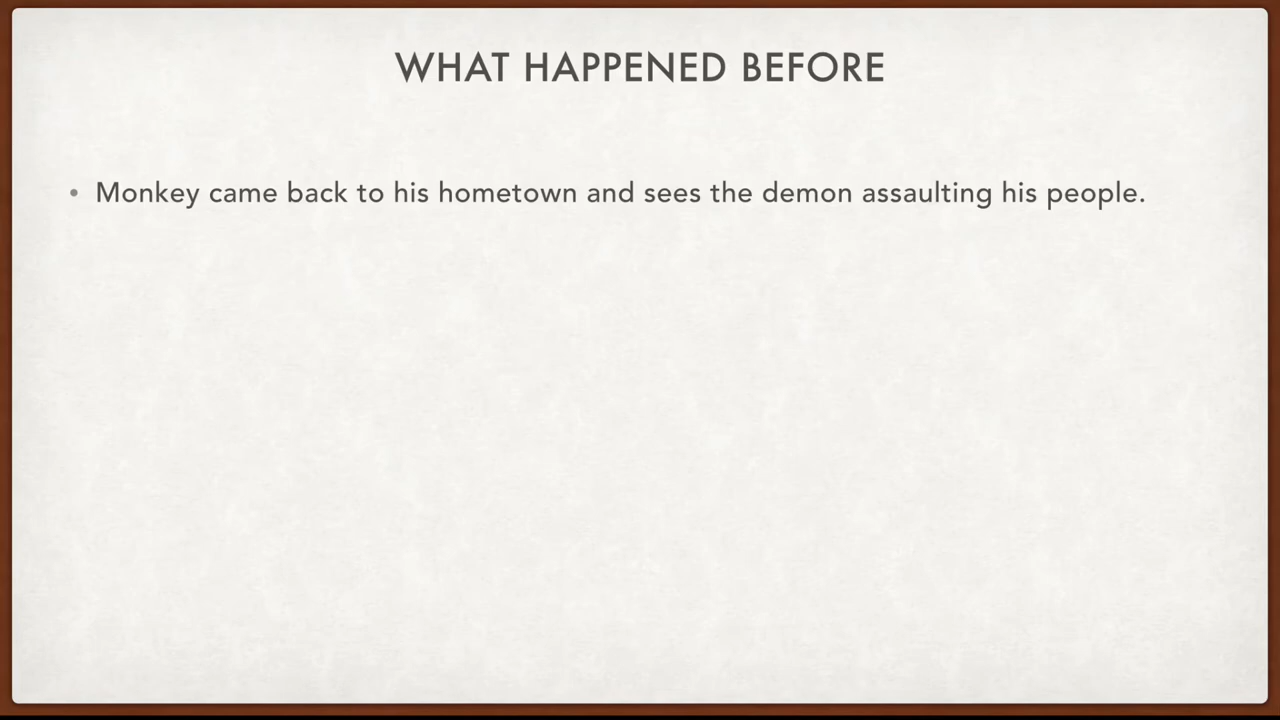 WHAT HAPPENED BEFORE
• Monkey came back to his hometown and sees the demon assaulting his people.